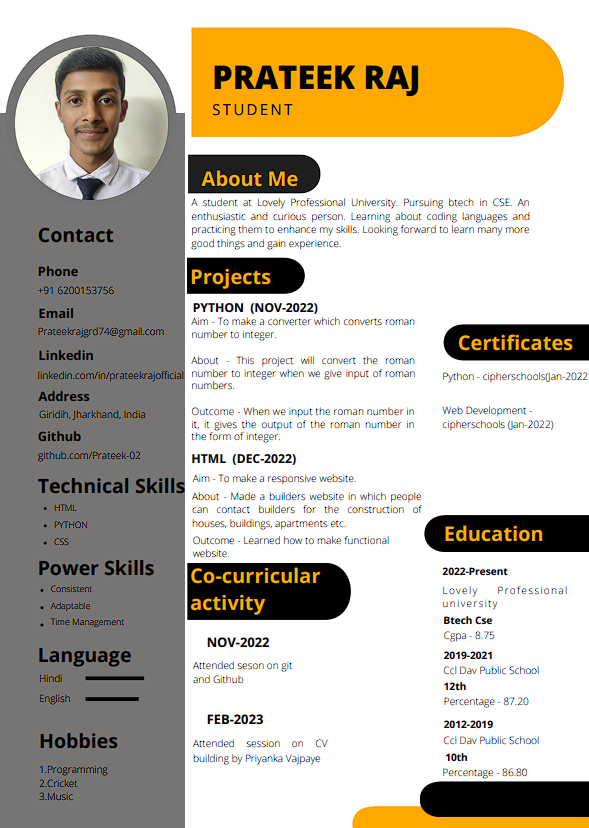 PRATEEK RAJ
STUDENT
Contact
Phone
+91 6200153756
Email
Prateekrajgrd74@gmail.com
Linkedin
linkedin.com/in/prateekrajofficial
Address
Giridih, Jharkhand, India
Github
github.com/Prateek-02
Technical Skills
• HTML
• PYTHON
• CSS
Power Skills
• Consistent
• Adaptable
• Time Management
Language
Hindi
English
Hobbies
1.Programming
2.Cricket
3.Music
About Me
A student at Lovely Professional University. Pursuing btech in CSE. An
enthusiastic and curious person. Learning about coding languages and
practicing them to enhance my skills. Looking forward to learn many more
good things and gain experience.
Projects
PYTHON (NOV-2022)
Aim - To make a converter which converts roman
number to integer.
About - This project will convert the roman
number to integer when we give input of roman
numbers.
Outcome - When we input the roman number in
it, it gives the output of the roman number in
the form of integer.
HTML (DEC-2022)
Aim - To make a responsive website.
About - Made a builders website in which people
can contact builders for the construction of
houses, buildings, apartments etc.
Outcome - Learned how to make functional
website.
Co-curricular
activity
NOV-2022
Attended seson on git
and Github
FEB-2023
Attended session on CV
building by Priyanka Vajpaye
Certificates
Python - cipherschools(Jan-2022
Web Development -
cipherschools (Jan-2022)
Education
2022-Present
Lovely Professional
university
Btech Cse
Cgpa - 8.75
2019-2021
Ccl Dav Public School
12th
Percentage - 87.20
2012-2019
Ccl Dav Public School
10th
Percentage - 86.80